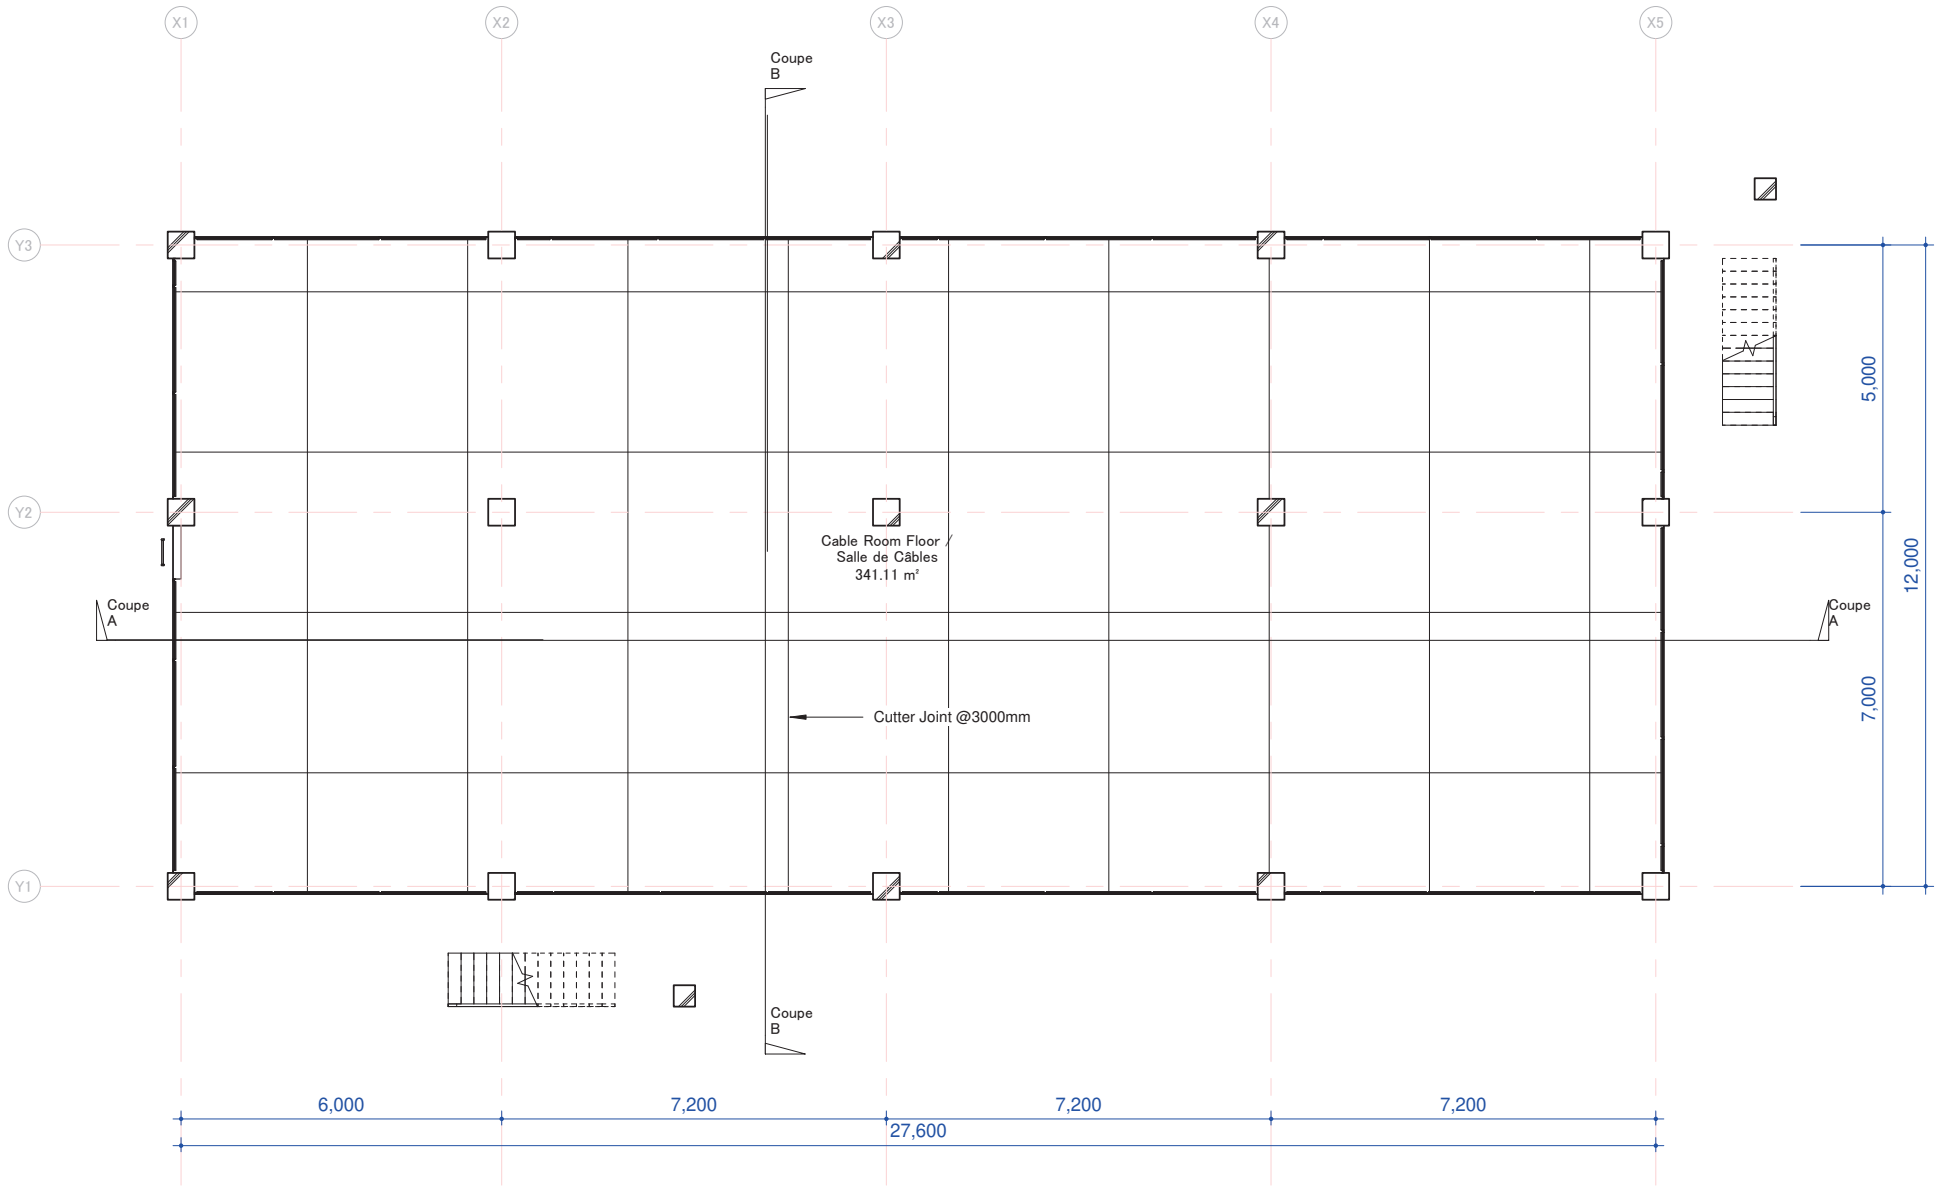 X1
X2
X3
X4
X5
Coupe
B
Y3
5,000
Y2
Cable Room Floor /
Salle de Câbles
341.11 m²
12,000
Coupe
A
Coupe
A
7,000
Cutter Joint @3000mm
Y1
Coupe
B
6,000
7,200
7,200
7,200
27,600